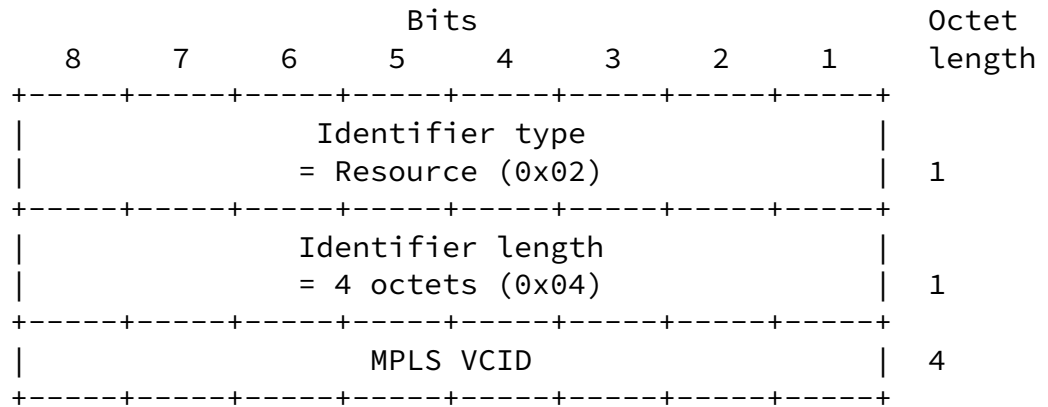 Bits Octet
8 7 6 5 4 3 2 1 length
+-----+-----+-----+-----+-----+-----+-----+-----+
| Identifier type |
| = Resource (0x02) | 1
+-----+-----+-----+-----+-----+-----+-----+-----+
| Identifier length |
| = 4 octets (0x04) | 1
+-----+-----+-----+-----+-----+-----+-----+-----+
| MPLS VCID | 4
+-----+-----+-----+-----+-----+-----+-----+-----+